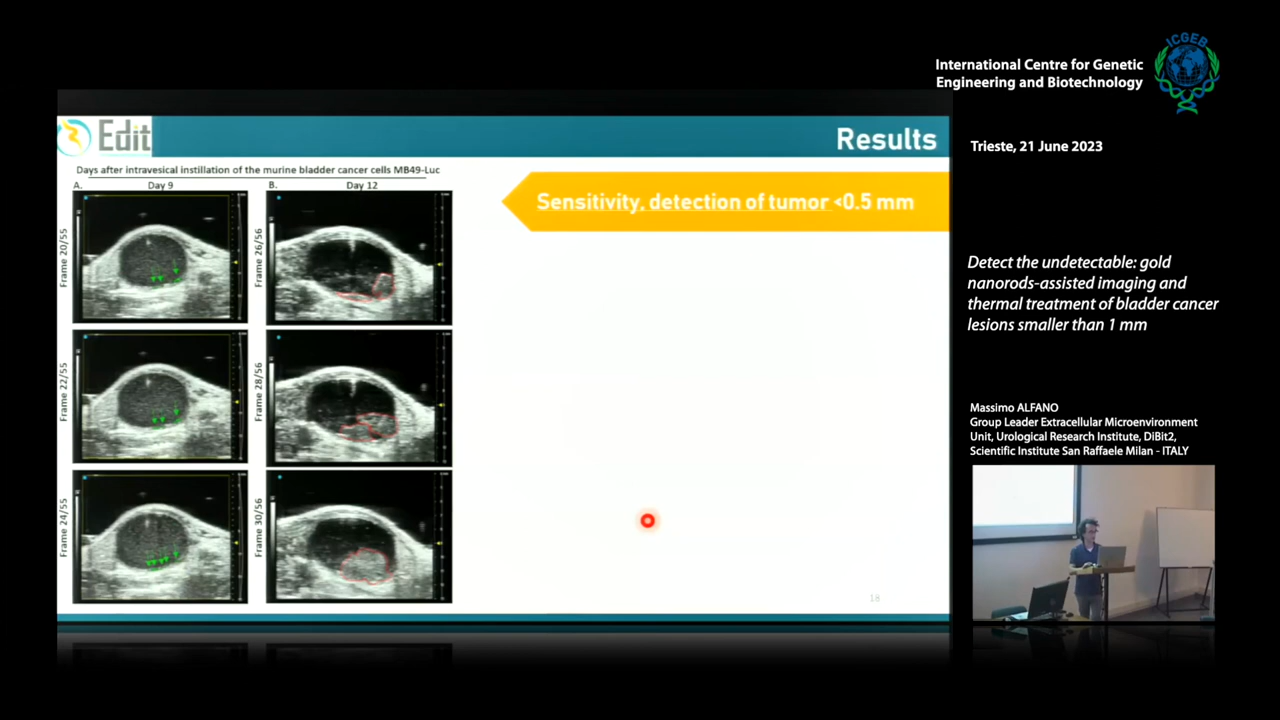 ICGEB
International Centre for Genetic
Engineering and Biotechnology
Edit
Results
Trieste, 21 June 2023
Days after intravesical instillation of the murine bladder cancer cells MB49-Luc
A.
Day 9
B.
Day 12
Sensitivity, detection of tumor <0.5 mm
Frame 20/55
Frame 26/56
Detect the undetectable: gold
nanorods-assisted imaging and
thermal treatment of bladder cancer
lesions smaller than 1 mm
Frame 22/55
Frame 28/56
Massimo ALFANO
Group Leader Extracellular Microenvironment
Unit, Urological Research Institute, DiBit2,
Scientific Institute San Raffaele Milan - ITALY
Frame 24/55
Frame 30/56
18